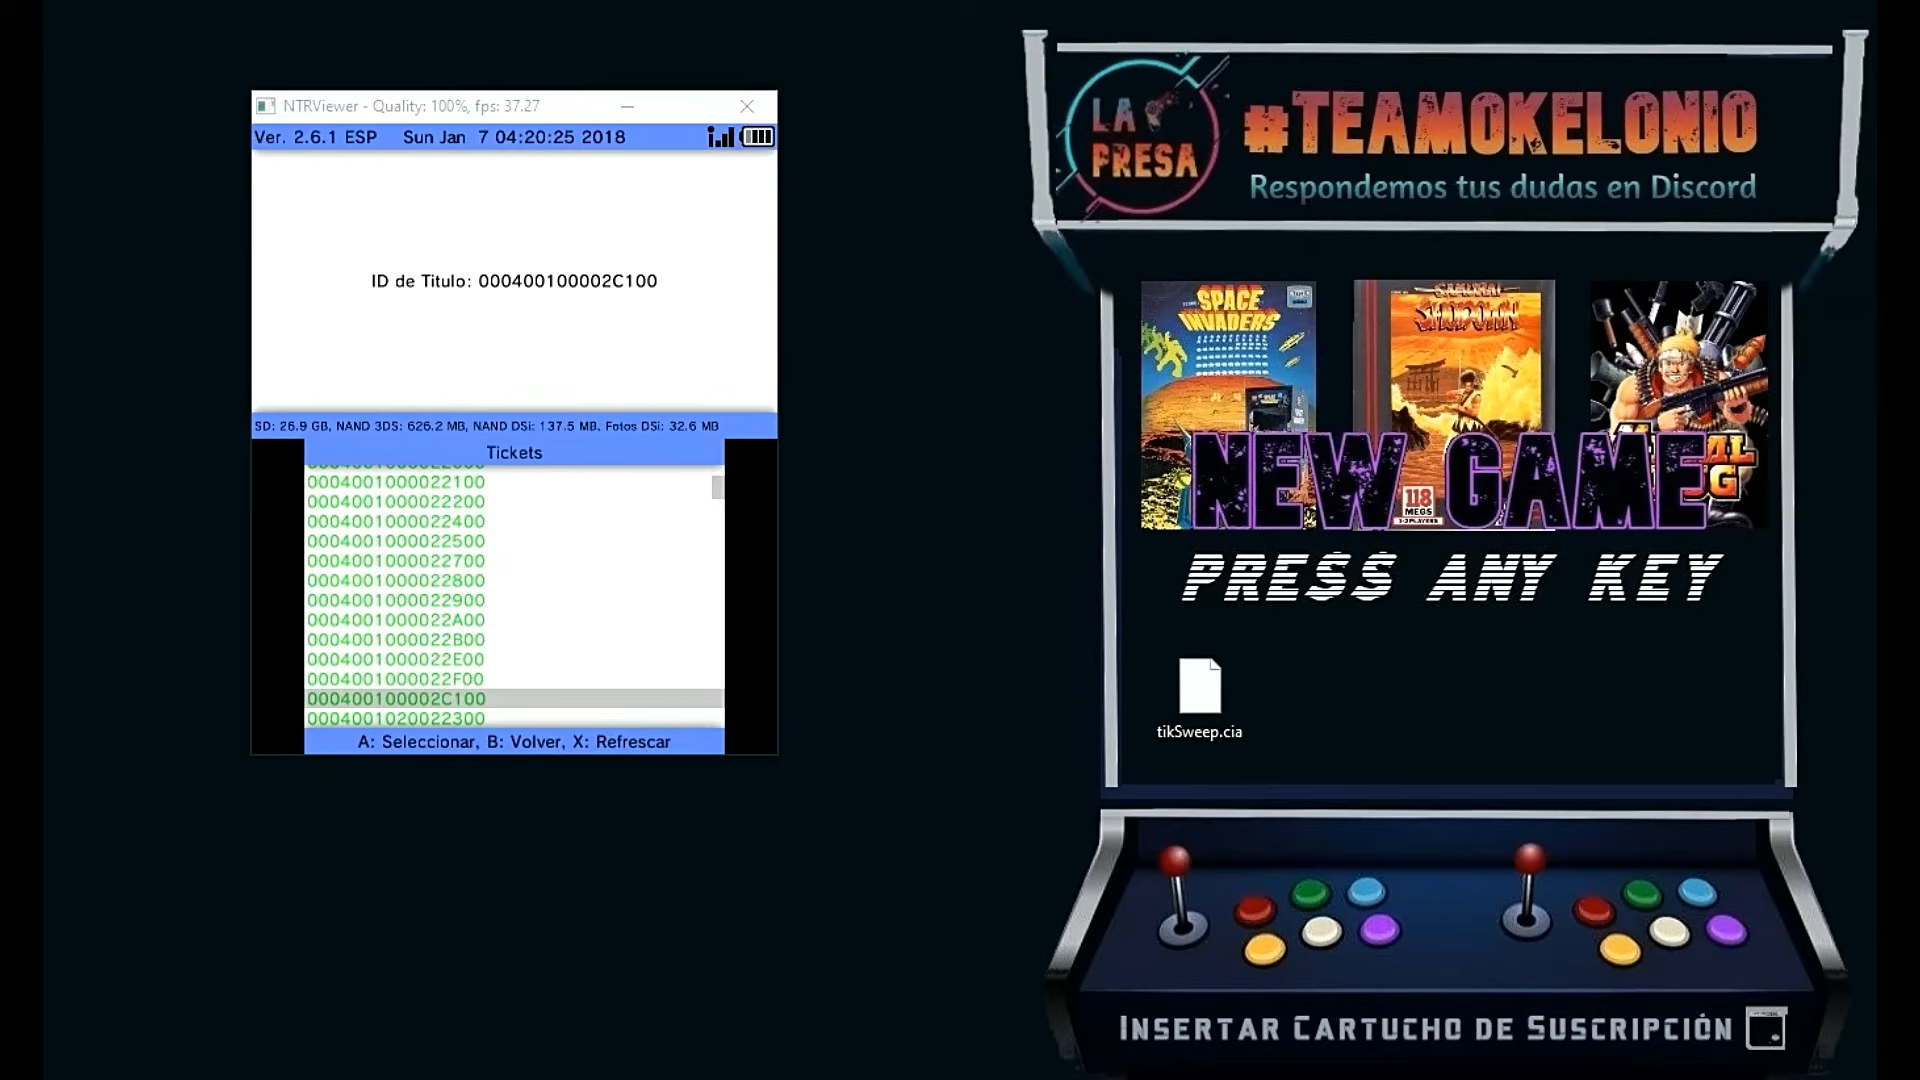 NTRViewer - Quality: 100%, fps: 37.27
Ver. 2.6.1 ESP Sun Jan 7 04:20:25 2018
ID de Titulo: 000400100002C100
SD: 26.9 GB, NAND 3DS: 626.2 MB, NAND DSi: 137.5 MB, Fotos DSi: 32.6 MB
Tickets
0004001000022100
0004001000022200
0004001000022400
0004001000022500
0004001000022700
0004001000022800
0004001000022900
0004001000022A00
0004001000022B00
0004001000022E00
0004001000022F00
000400100002C100
0004001020022300
A: Seleccionar, B: Volver, X: Refrescar
LA
PRESA
#TEAMOKELONIO
Respondemos tus dudas en Discord
SPACE
INVADERS
SAMURAI
SHODOWN
118
MEGS
NEW GAME
PRESS ANY KEY
tikSweep.cia
INSERTAR CARTUCHO DE SUSCRIPCIÓN